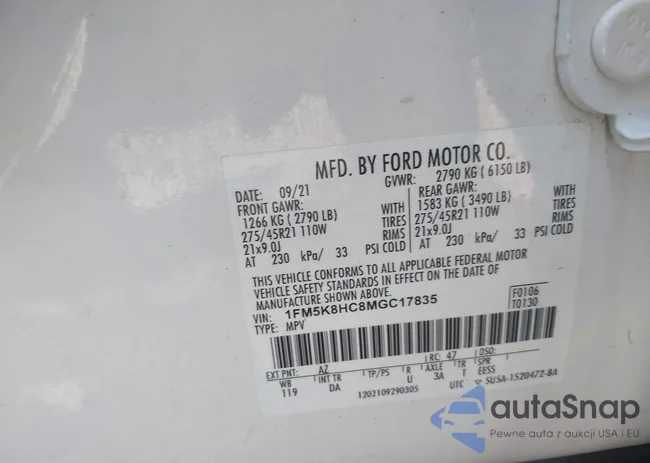 MFD. BY FORD MOTOR CO.
DATE: 09/21 GVWR: 2790 KG ( 6150 LB)
FRONT GAWR: REAR GAWR:
1266 KG ( 2790 LB) WITH 1583 KG ( 3490 LB) WITH
275/45R21 110W TIRES 275/45R21 110W TIRES
21x9.0J RIMS 21x9.0J RIMS
AT 230 kPa/ 33 PSI COLD AT 230 kPa/ 33 PSI COLD
THIS VEHICLE CONFORMS TO ALL APPLICABLE FEDERAL MOTOR
VEHICLE SAFETY STANDARDS IN EFFECT ON THE DATE OF
MANUFACTURE SHOWN ABOVE.
VIN: 1FM5K8HC8MGC17835 F0106
TYPE: MPV T0130
EXT PNT: AZ RC: 47 DSO:
WB INT TR TP/PS R AXLE TR SPR
119 DA U 3A T EESS
1202109290305 UTC SU5A-1520472-BA
autaSnap
Pewne auta z aukcji USA i EU